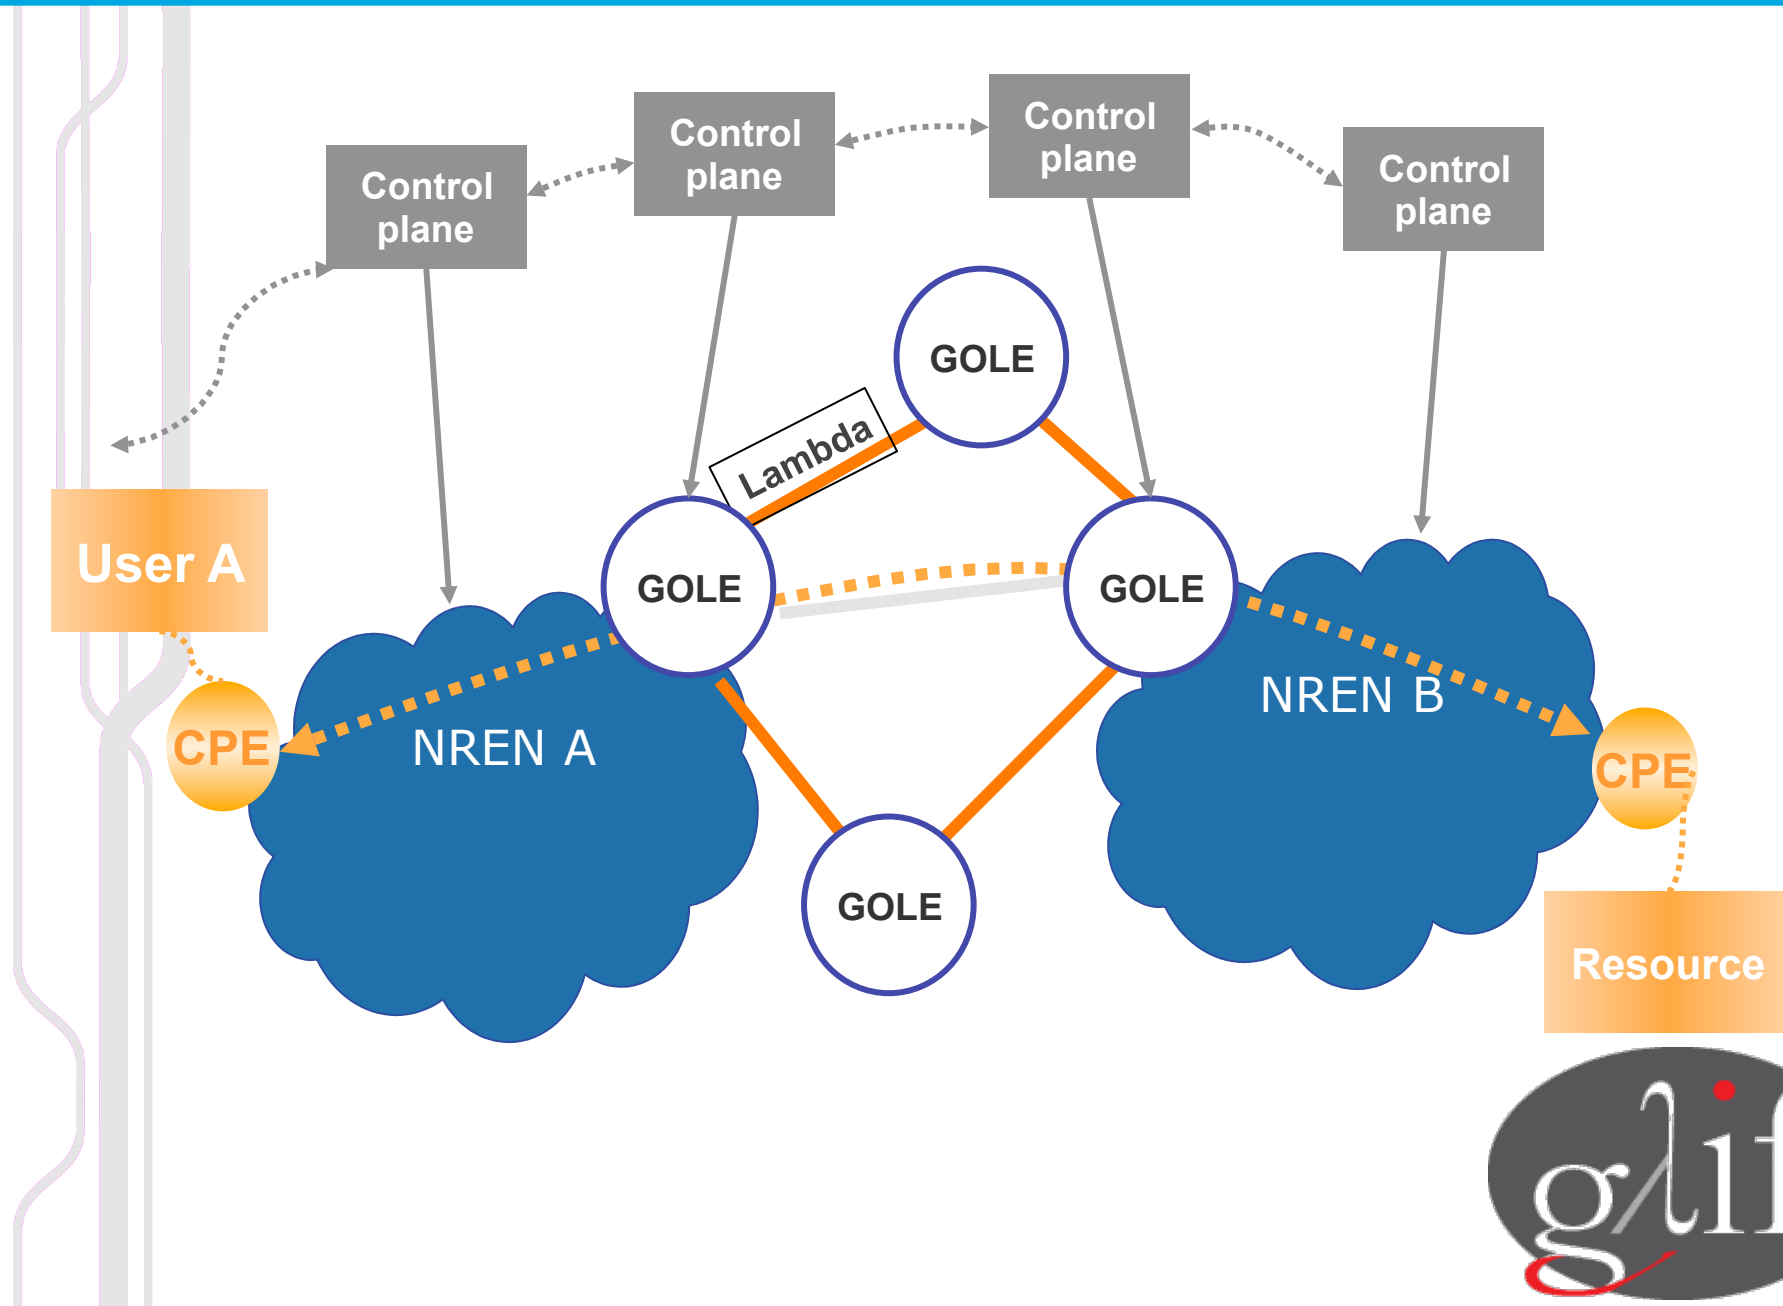 Control
plane
Control
plane
Control
plane
Control
plane
GOLE
Lambda
User A
GOLE
GOLE
NREN A
NREN B
CPE
CPE
GOLE
Resource
gλif